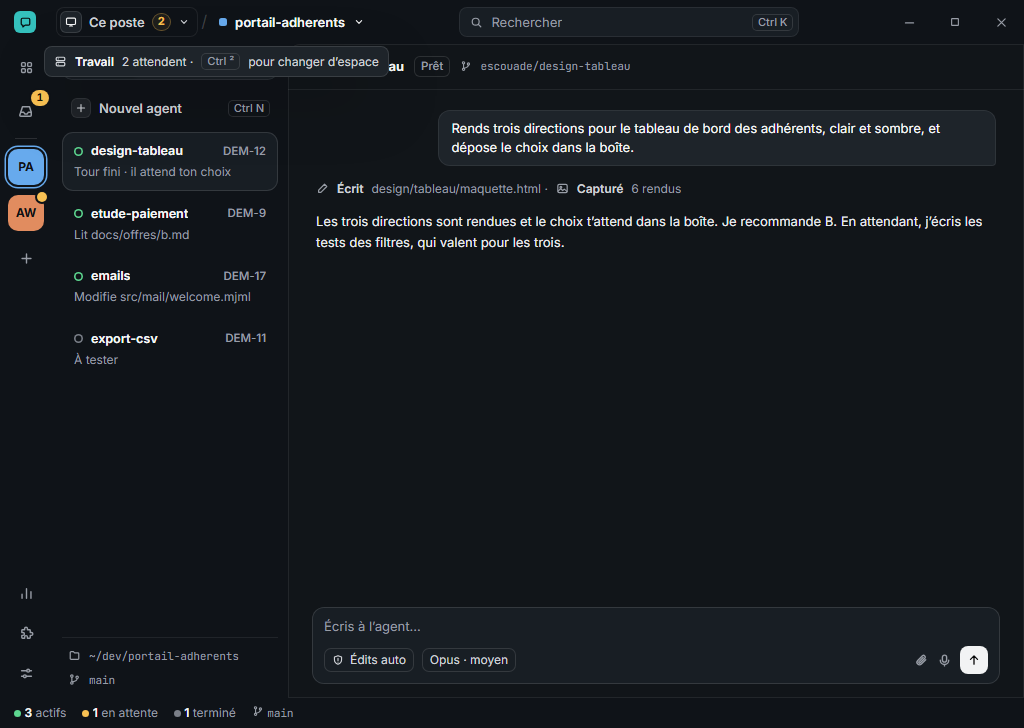 Ce poste 2 / portail-adherents
Rechercher Ctrl K
Travail 2 attendent · Ctrl ² pour changer d’espace
au Prêt escouade/design-tableau
1
Nouvel agent Ctrl N
PA
AW
design-tableau DEM-12
Tour fini · il attend ton choix
etude-paiement DEM-9
Lit docs/offres/b.md
emails DEM-17
Modifie src/mail/welcome.mjml
export-csv DEM-11
À tester
Rends trois directions pour le tableau de bord des adhérents, clair et sombre, et
dépose le choix dans la boîte.
Écrit design/tableau/maquette.html · Capturé 6 rendus
Les trois directions sont rendues et le choix t’attend dans la boîte. Je recommande B. En attendant, j’écris les
tests des filtres, qui valent pour les trois.
Écris à l’agent…
Édits auto Opus · moyen
~/dev/portail-adherents
main
3 actifs 1 en attente 1 terminé main